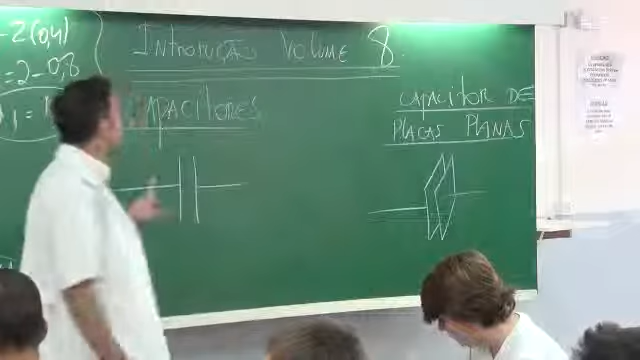 -2(0,4)
=2-0,8
INTRODUÇÃO VOLUME 8.
CAPACITORES
CAPACITOR DE
PLACAS PLANAS